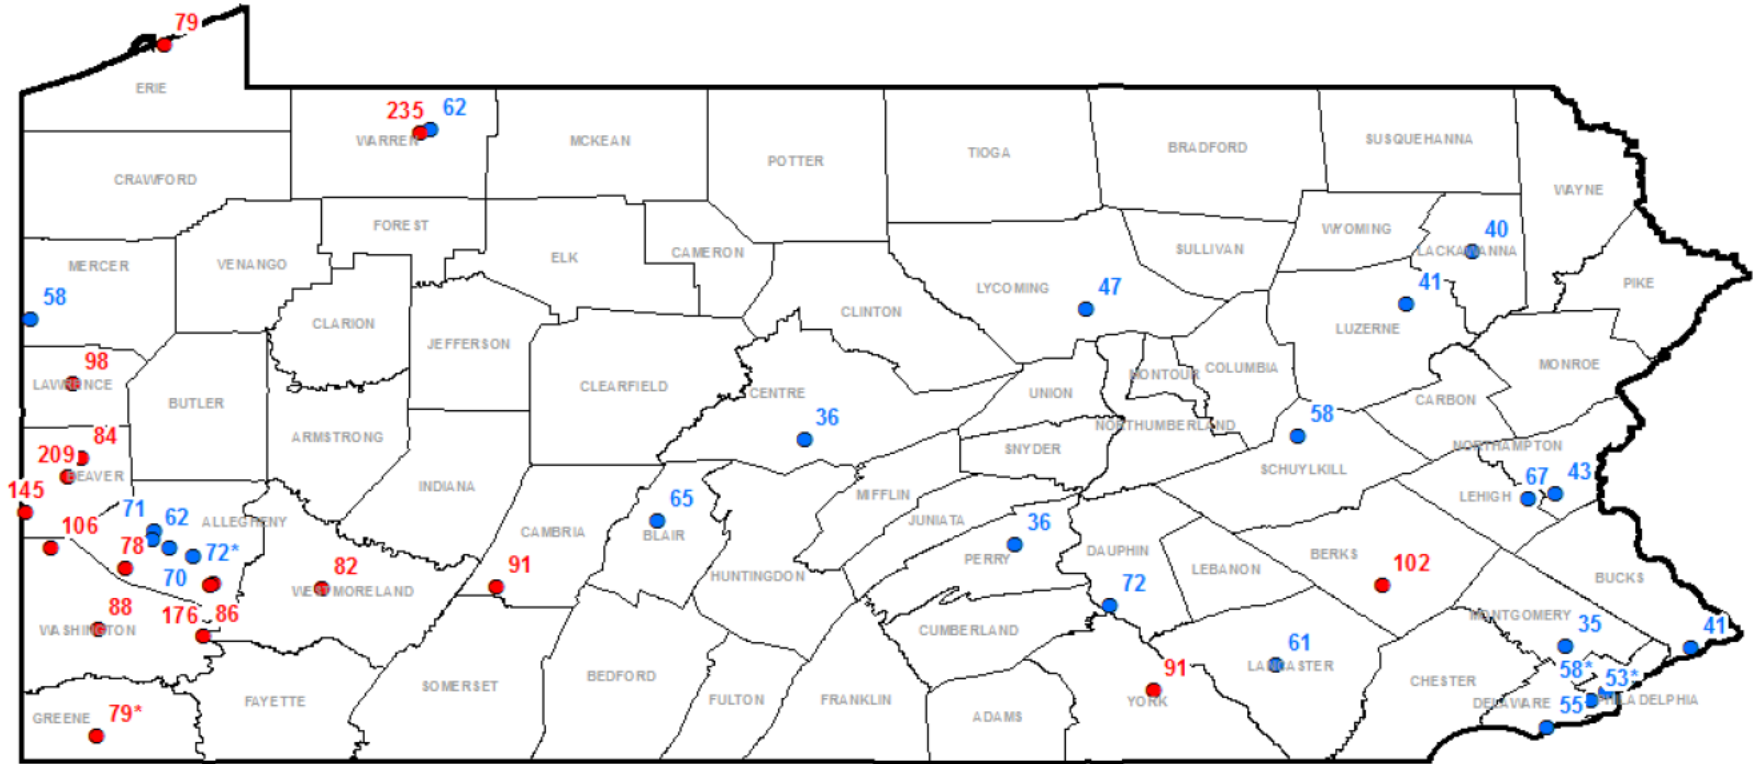 79
ERIE
235
62
WARREN
MCKEAN
POTTER
TIOGA
BRADFORD
SUSQUEHANNA
WAYNE
CRAWFORD
FOREST
MERCER
VENANGO
ELK
CAMERON
SULLIVAN
WYOMING
40
LACKAWANNA
58
CLARION
JEFFERSON
CLINTON
LYCOMING
47
41
LUZERNE
PIKE
98
LAWRENCE
BUTLER
CLEARFIELD
CENTRE
36
UNION
MONTOUR
COLUMBIA
MONROE
CARBON
84
209
BEAVER
ARMSTRONG
SNYDER
NORTHUMBERLAND
58
SCHUYLKILL
NORTHAMPTON
145
INDIANA
MIFFLIN
LEHIGH
67
43
71
62
ALLEGHENY
65
BLAIR
CAMBRIA
JUNIATA
106
78
72*
70
82
WESTMORELAND
91
HUNTINGDON
36
PERRY
DAUPHIN
72
LEBANON
BERKS
102
BUCKS
88
WASHINGTON
176
86
CUMBERLAND
61
LANCASTER
MONTGOMERY
35
41
GREENE
79*
FAYETTE
SOMERSET
BEDFORD
FULTON
FRANKLIN
ADAMS
91
YORK
CHESTER
58*
53*
DELAWARE
55
PHILADELPHIA